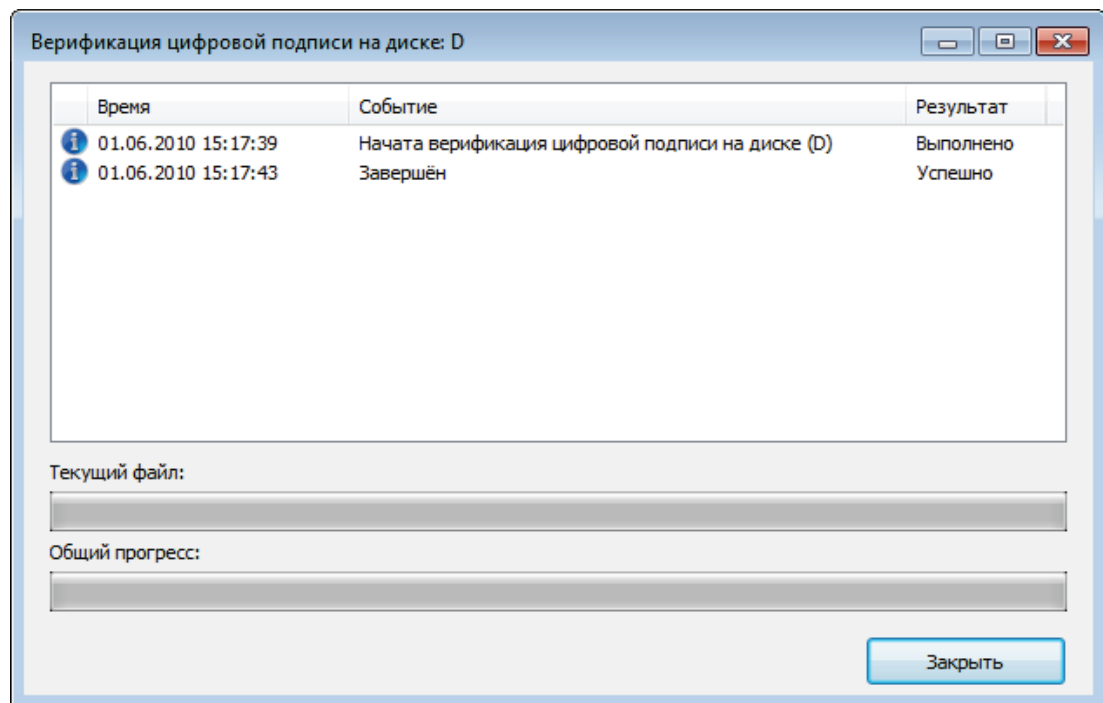 Верификация цифровой подписи на диске: D
Время Событие Результат
01.06.2010 15:17:39 Начата верификация цифровой подписи на диске (D) Выполнено
01.06.2010 15:17:43 Завершён Успешно
Текущий файл:
Общий прогресс:
Закрыть